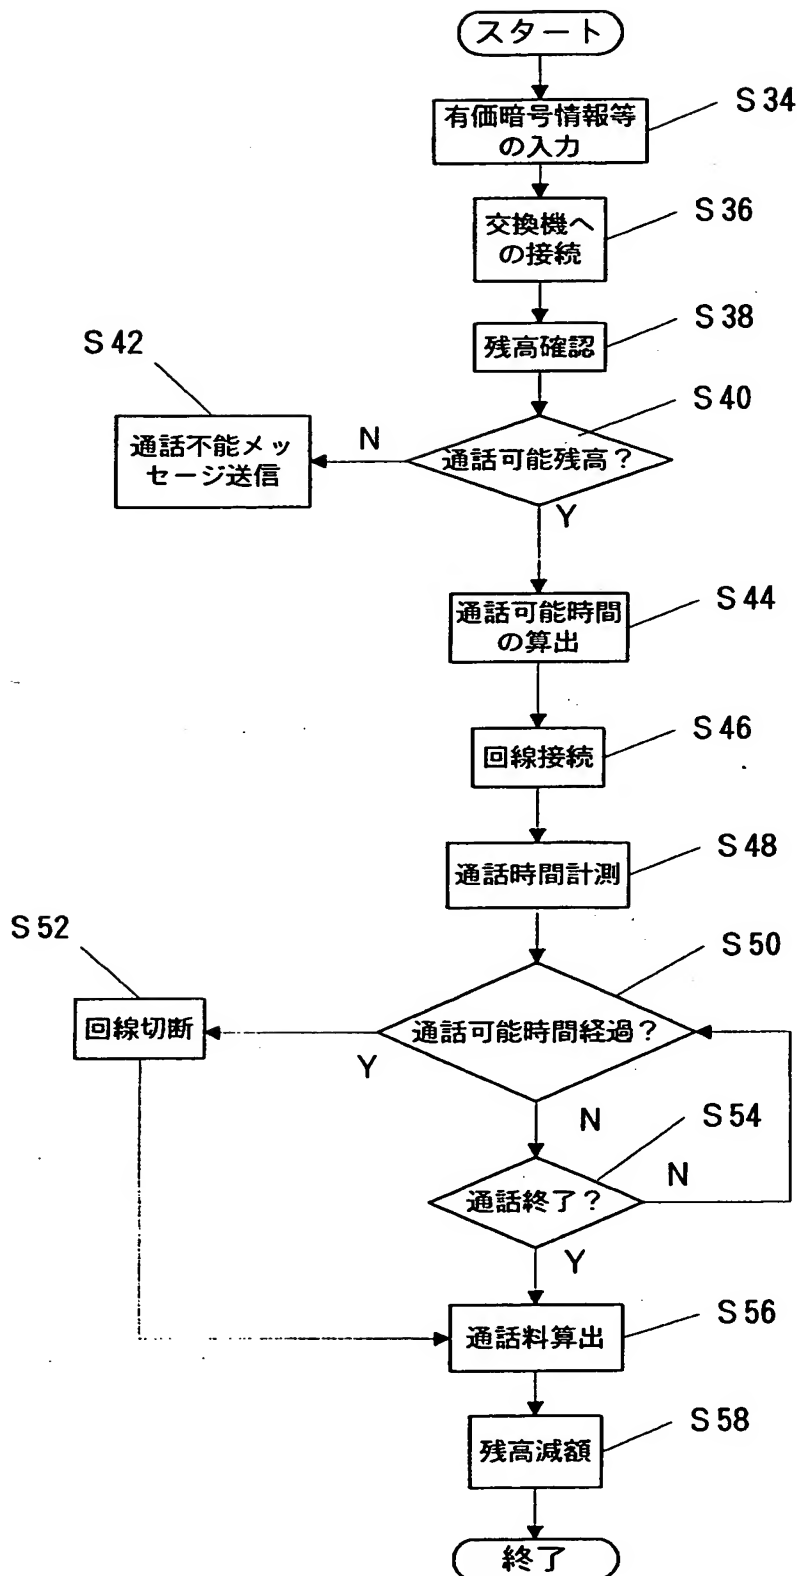 スタート
有価暗号情報等
の入力
S34
交換機へ
の接続
S36
残高確認
S38
通話可能残高？
S40
N
S42
通話不能メッ
セージ送信
Y
通話可能時間
の算出
S44
回線接続
S46
通話時間計測
S48
通話可能時間経過？
S50
Y
S52
回線切断
N
通話終了？
S54
N
Y
通話料算出
S56
残高減額
S58
終了